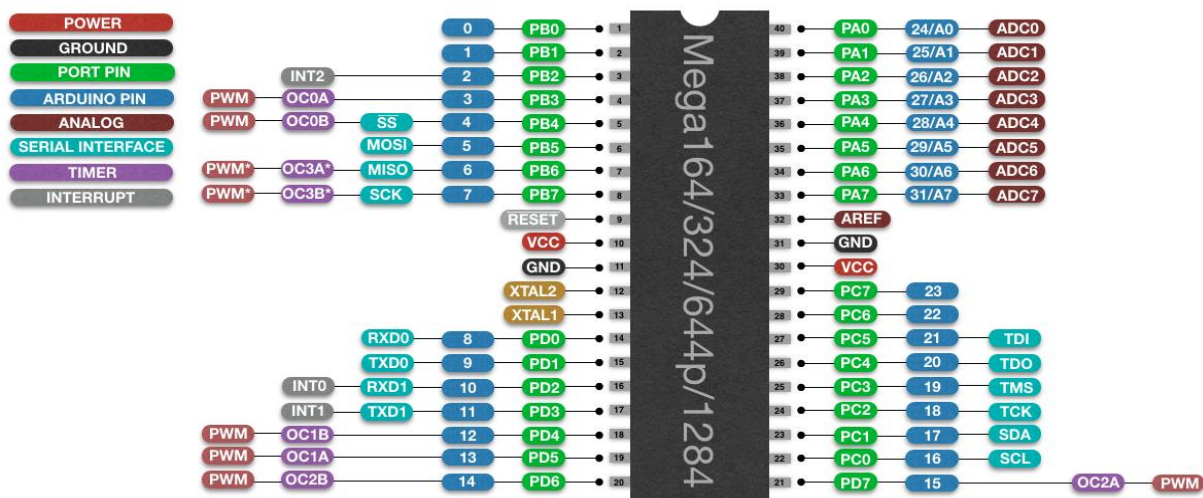 POWER
GROUND
PORT PIN
ARDUINO PIN
ANALOG
SERIAL INTERFACE
TIMER
INTERRUPT
0 PB0 1
1 PB1 2
INT2 2 PB2 3
PWM OC0A 3 PB3 4
PWM OC0B SS 4 PB4 5
MOSI 5 PB5 6
PWM* OC3A* MISO 6 PB6 7
PWM* OC3B* SCK 7 PB7 8
RESET 9
VCC 10
GND 11
XTAL2 12
XTAL1 13
RXD0 8 PD0 14
TXD0 9 PD1 15
INT0 RXD1 10 PD2 16
INT1 TXD1 11 PD3 17
PWM OC1B 12 PD4 18
PWM OC1A 13 PD5 19
PWM OC2B 14 PD6 20
Mega164/324/644p/1284
40 PA0 24/A0 ADC0
39 PA1 25/A1 ADC1
38 PA2 26/A2 ADC2
37 PA3 27/A3 ADC3
36 PA4 28/A4 ADC4
35 PA5 29/A5 ADC5
34 PA6 30/A6 ADC6
33 PA7 31/A7 ADC7
32 AREF
31 GND
30 VCC
29 PC7 23
28 PC6 22
27 PC5 21 TDI
26 PC4 20 TDO
25 PC3 19 TMS
24 PC2 18 TCK
23 PC1 17 SDA
22 PC0 16 SCL
21 PD7 15 OC2A PWM